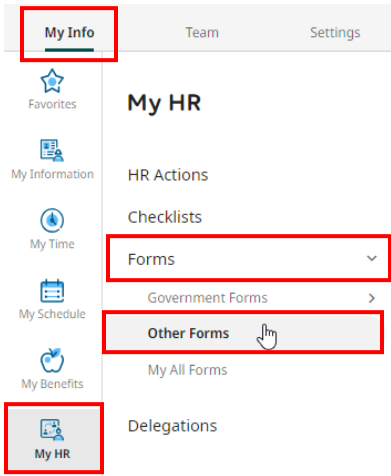 My Info
Team
Settings
Favorites
My Information
My Time
My Schedule
My Benefits
My HR
My HR
HR Actions
Checklists
Forms
Government Forms
Other Forms
My All Forms
Delegations